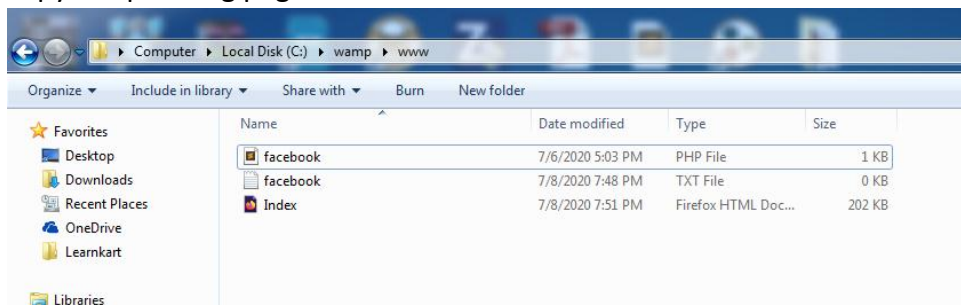 Computer ▸ Local Disk (C:) ▸ wamp ▸ www
Organize ▾ Include in library ▾ Share with ▾ Burn New folder
Favorites
Desktop
Downloads
Recent Places
OneDrive
Learnkart
Libraries
Name Date modified Type Size
facebook 7/6/2020 5:03 PM PHP File 1 KB
facebook 7/8/2020 7:48 PM TXT File 0 KB
Index 7/8/2020 7:51 PM Firefox HTML Doc... 202 KB